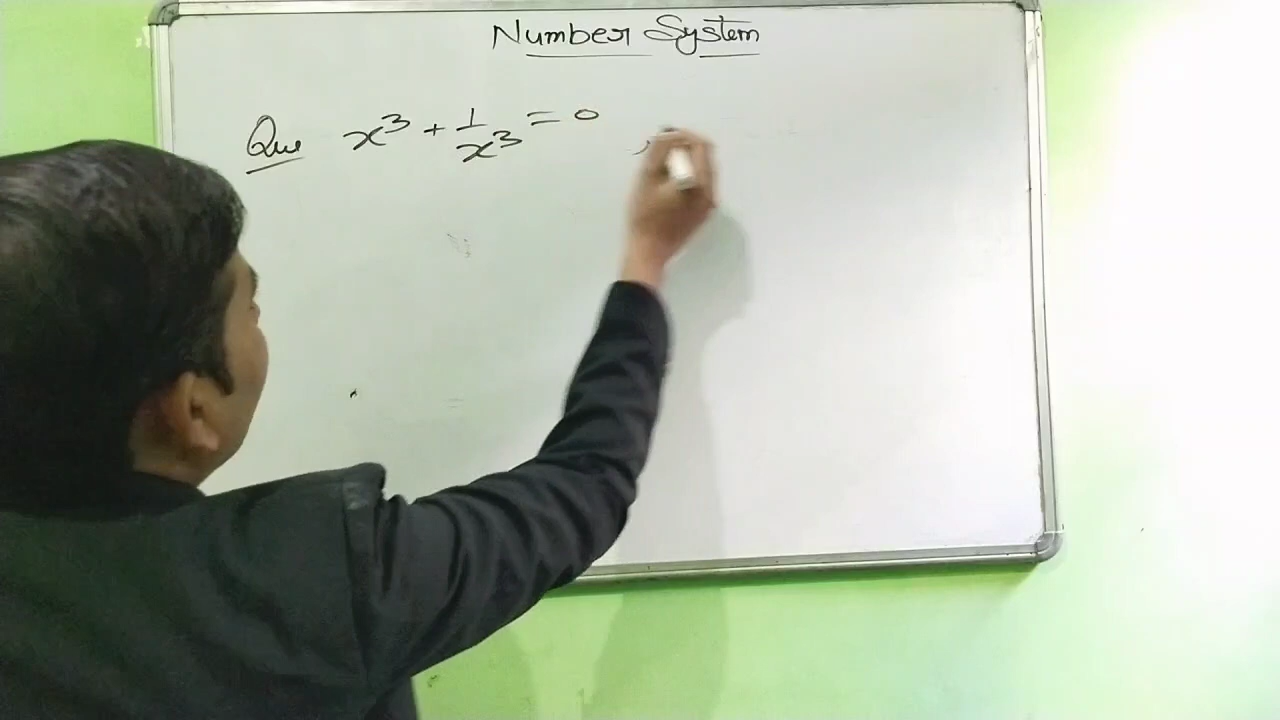 Number System
Que x³ + 1/x³ = 0